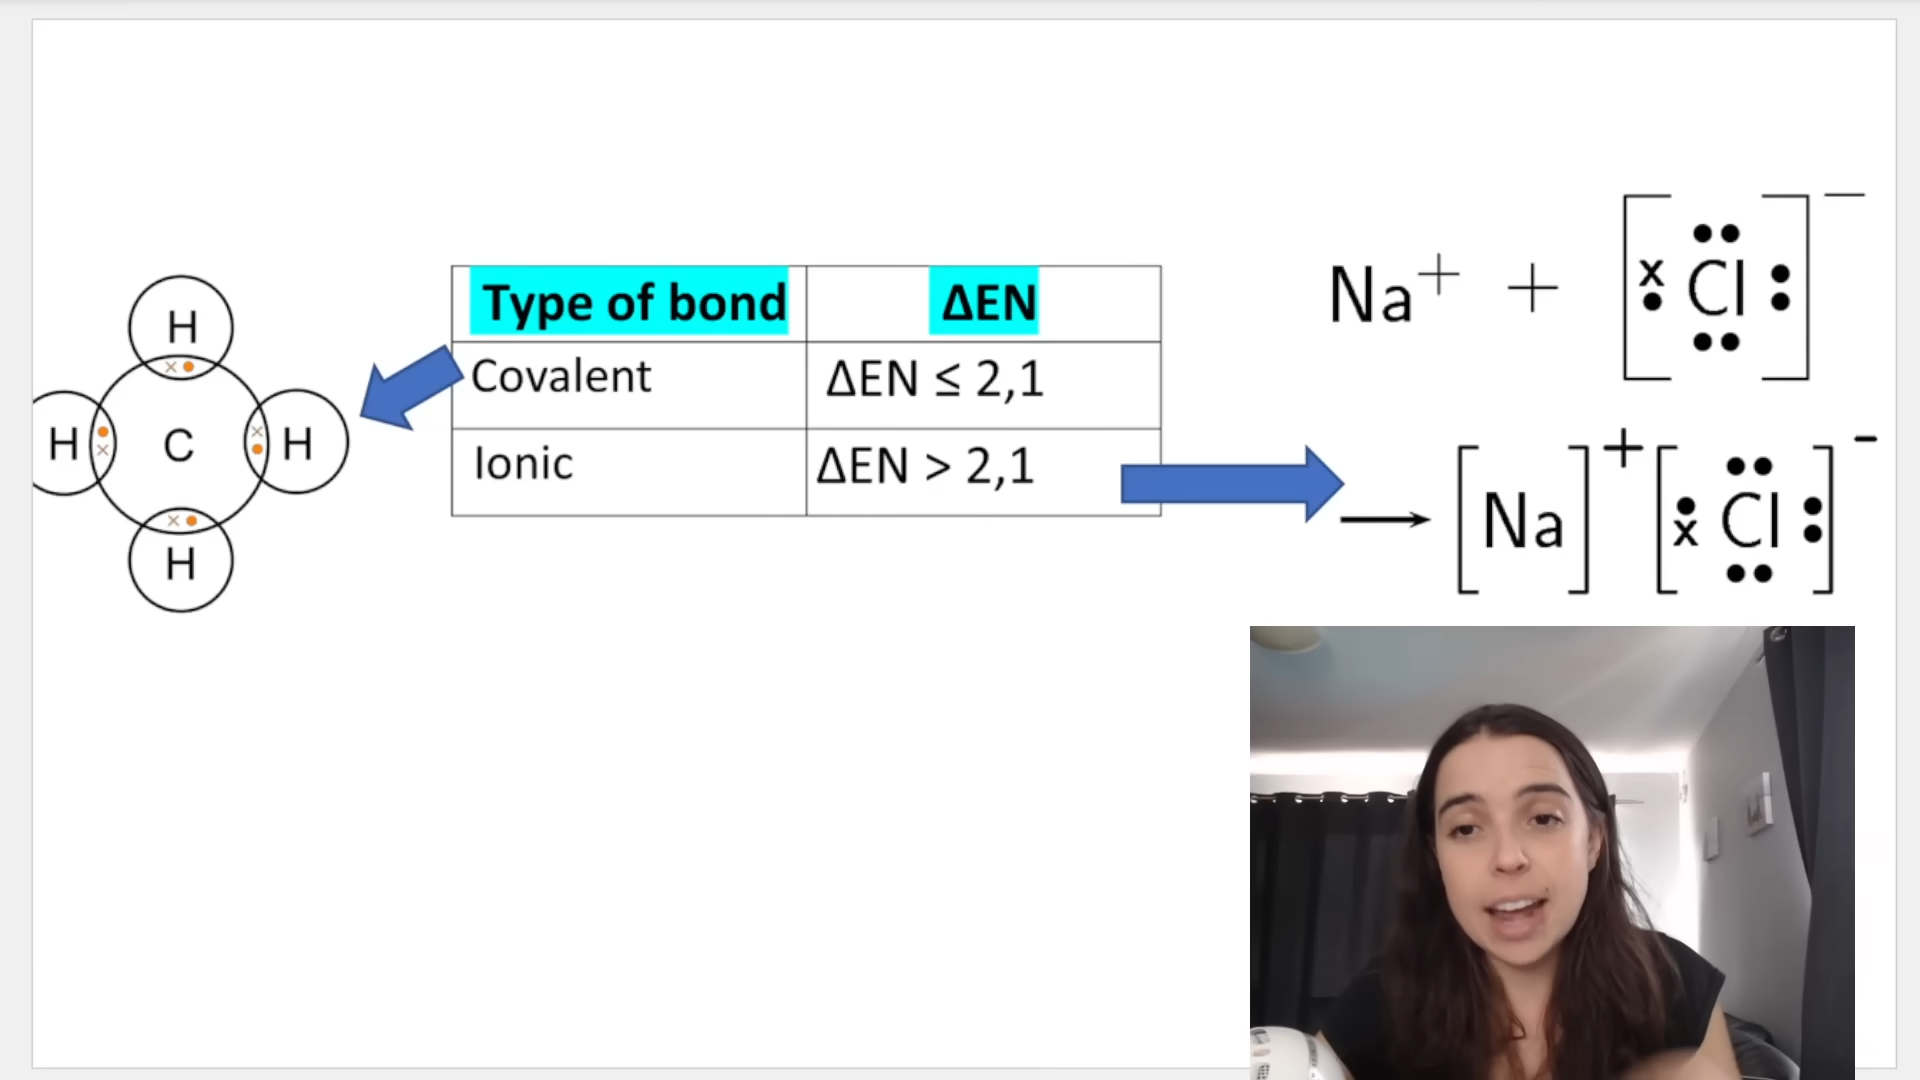 H
H C H
H
Type of bond ΔEN
Covalent ΔEN ≤ 2,1
Ionic ΔEN > 2,1
Na⁺ + [x Cl]⁻
→ [Na]⁺ [x Cl]⁻